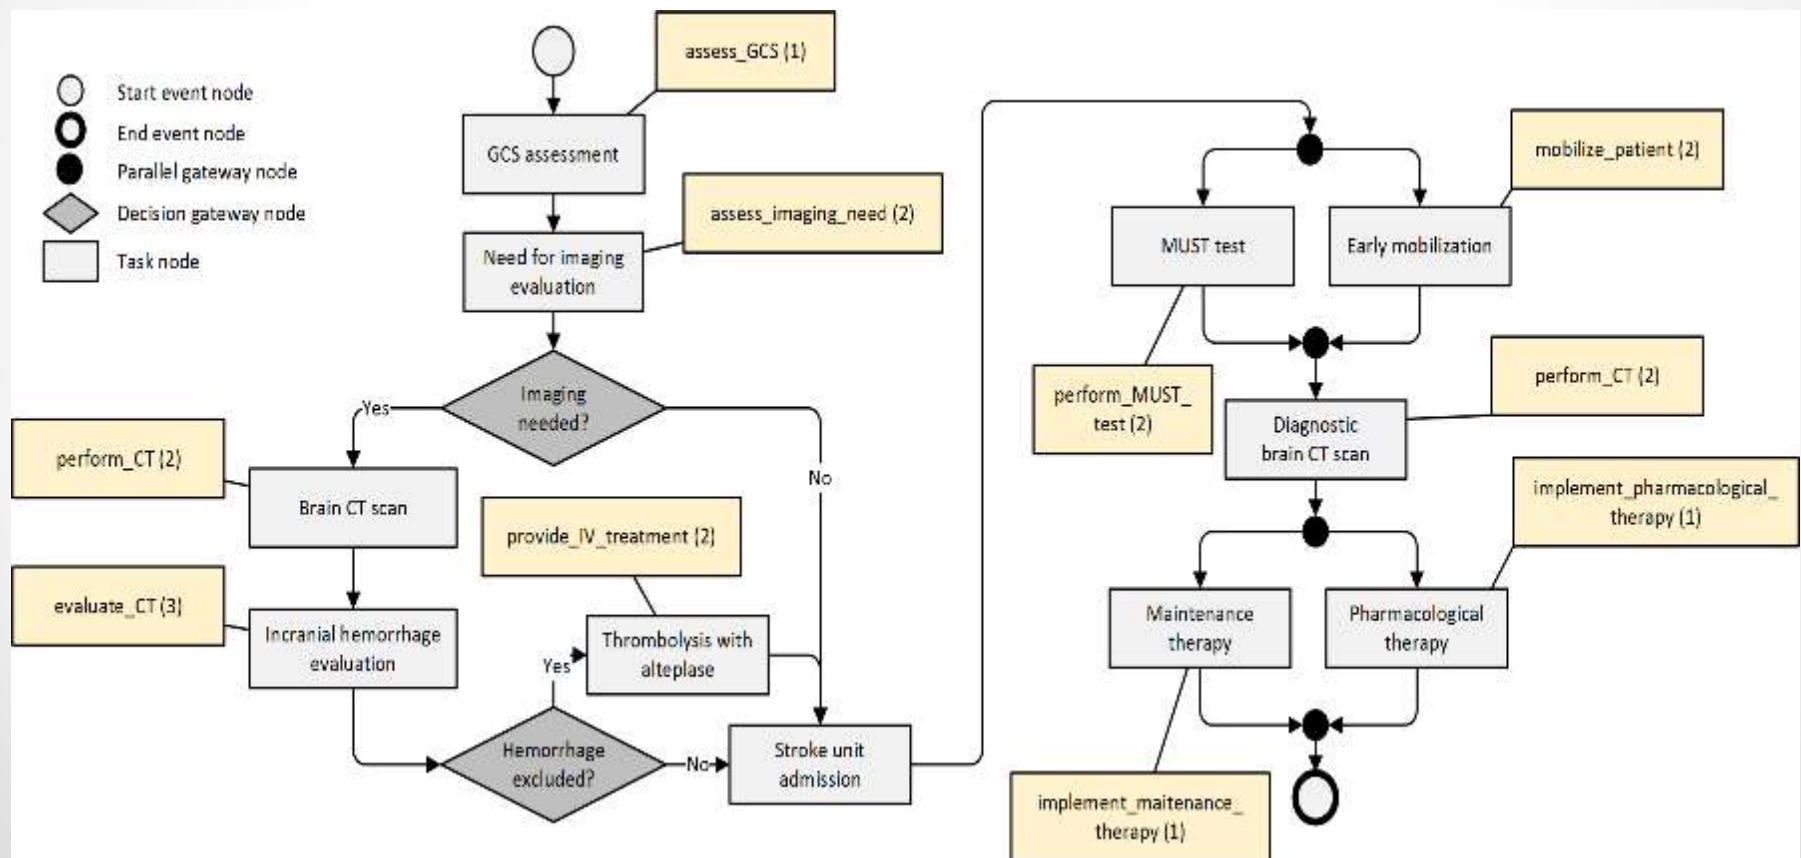 Start event node
End event node
Parallel gateway node
Decision gateway node
Task node
assess_GCS (1)
GCS assessment
assess_imaging_need (2)
Need for imaging
evaluation
Imaging
needed?
Yes
No
perform_CT (2)
Brain CT scan
provide_IV_treatment (2)
evaluate_CT (3)
Incranial hemorrhage
evaluation
Yes
Thrombolysis with
alteplase
Hemorrhage
excluded?
No
Stroke unit
admission
mobilize_patient (2)
MUST test
Early mobilization
perform_MUST_
test (2)
perform_CT (2)
Diagnostic
brain CT scan
implement_pharmacological_
therapy (1)
Maintenance
therapy
Pharmacological
therapy
implement_maitenance_
therapy (1)